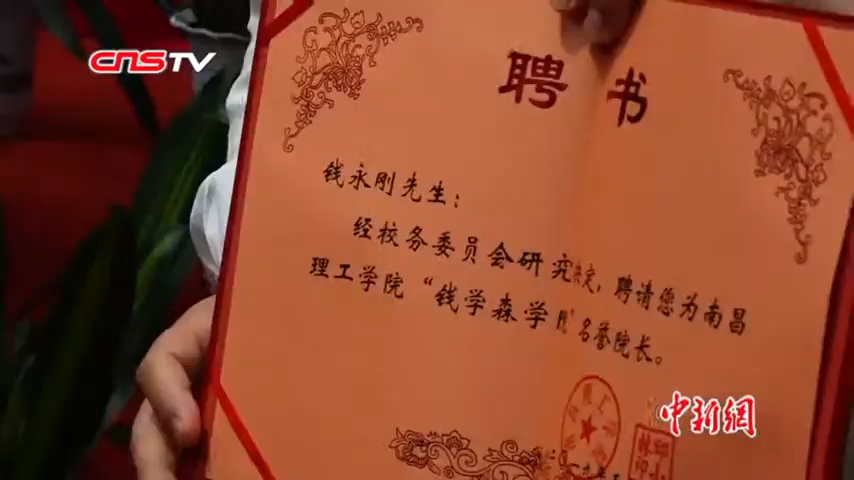 CNSTV
聘书
钱永刚先生：
经校务委员会研究决定，聘请您为南昌
理工学院“钱学森学院”名誉院长。
中新網